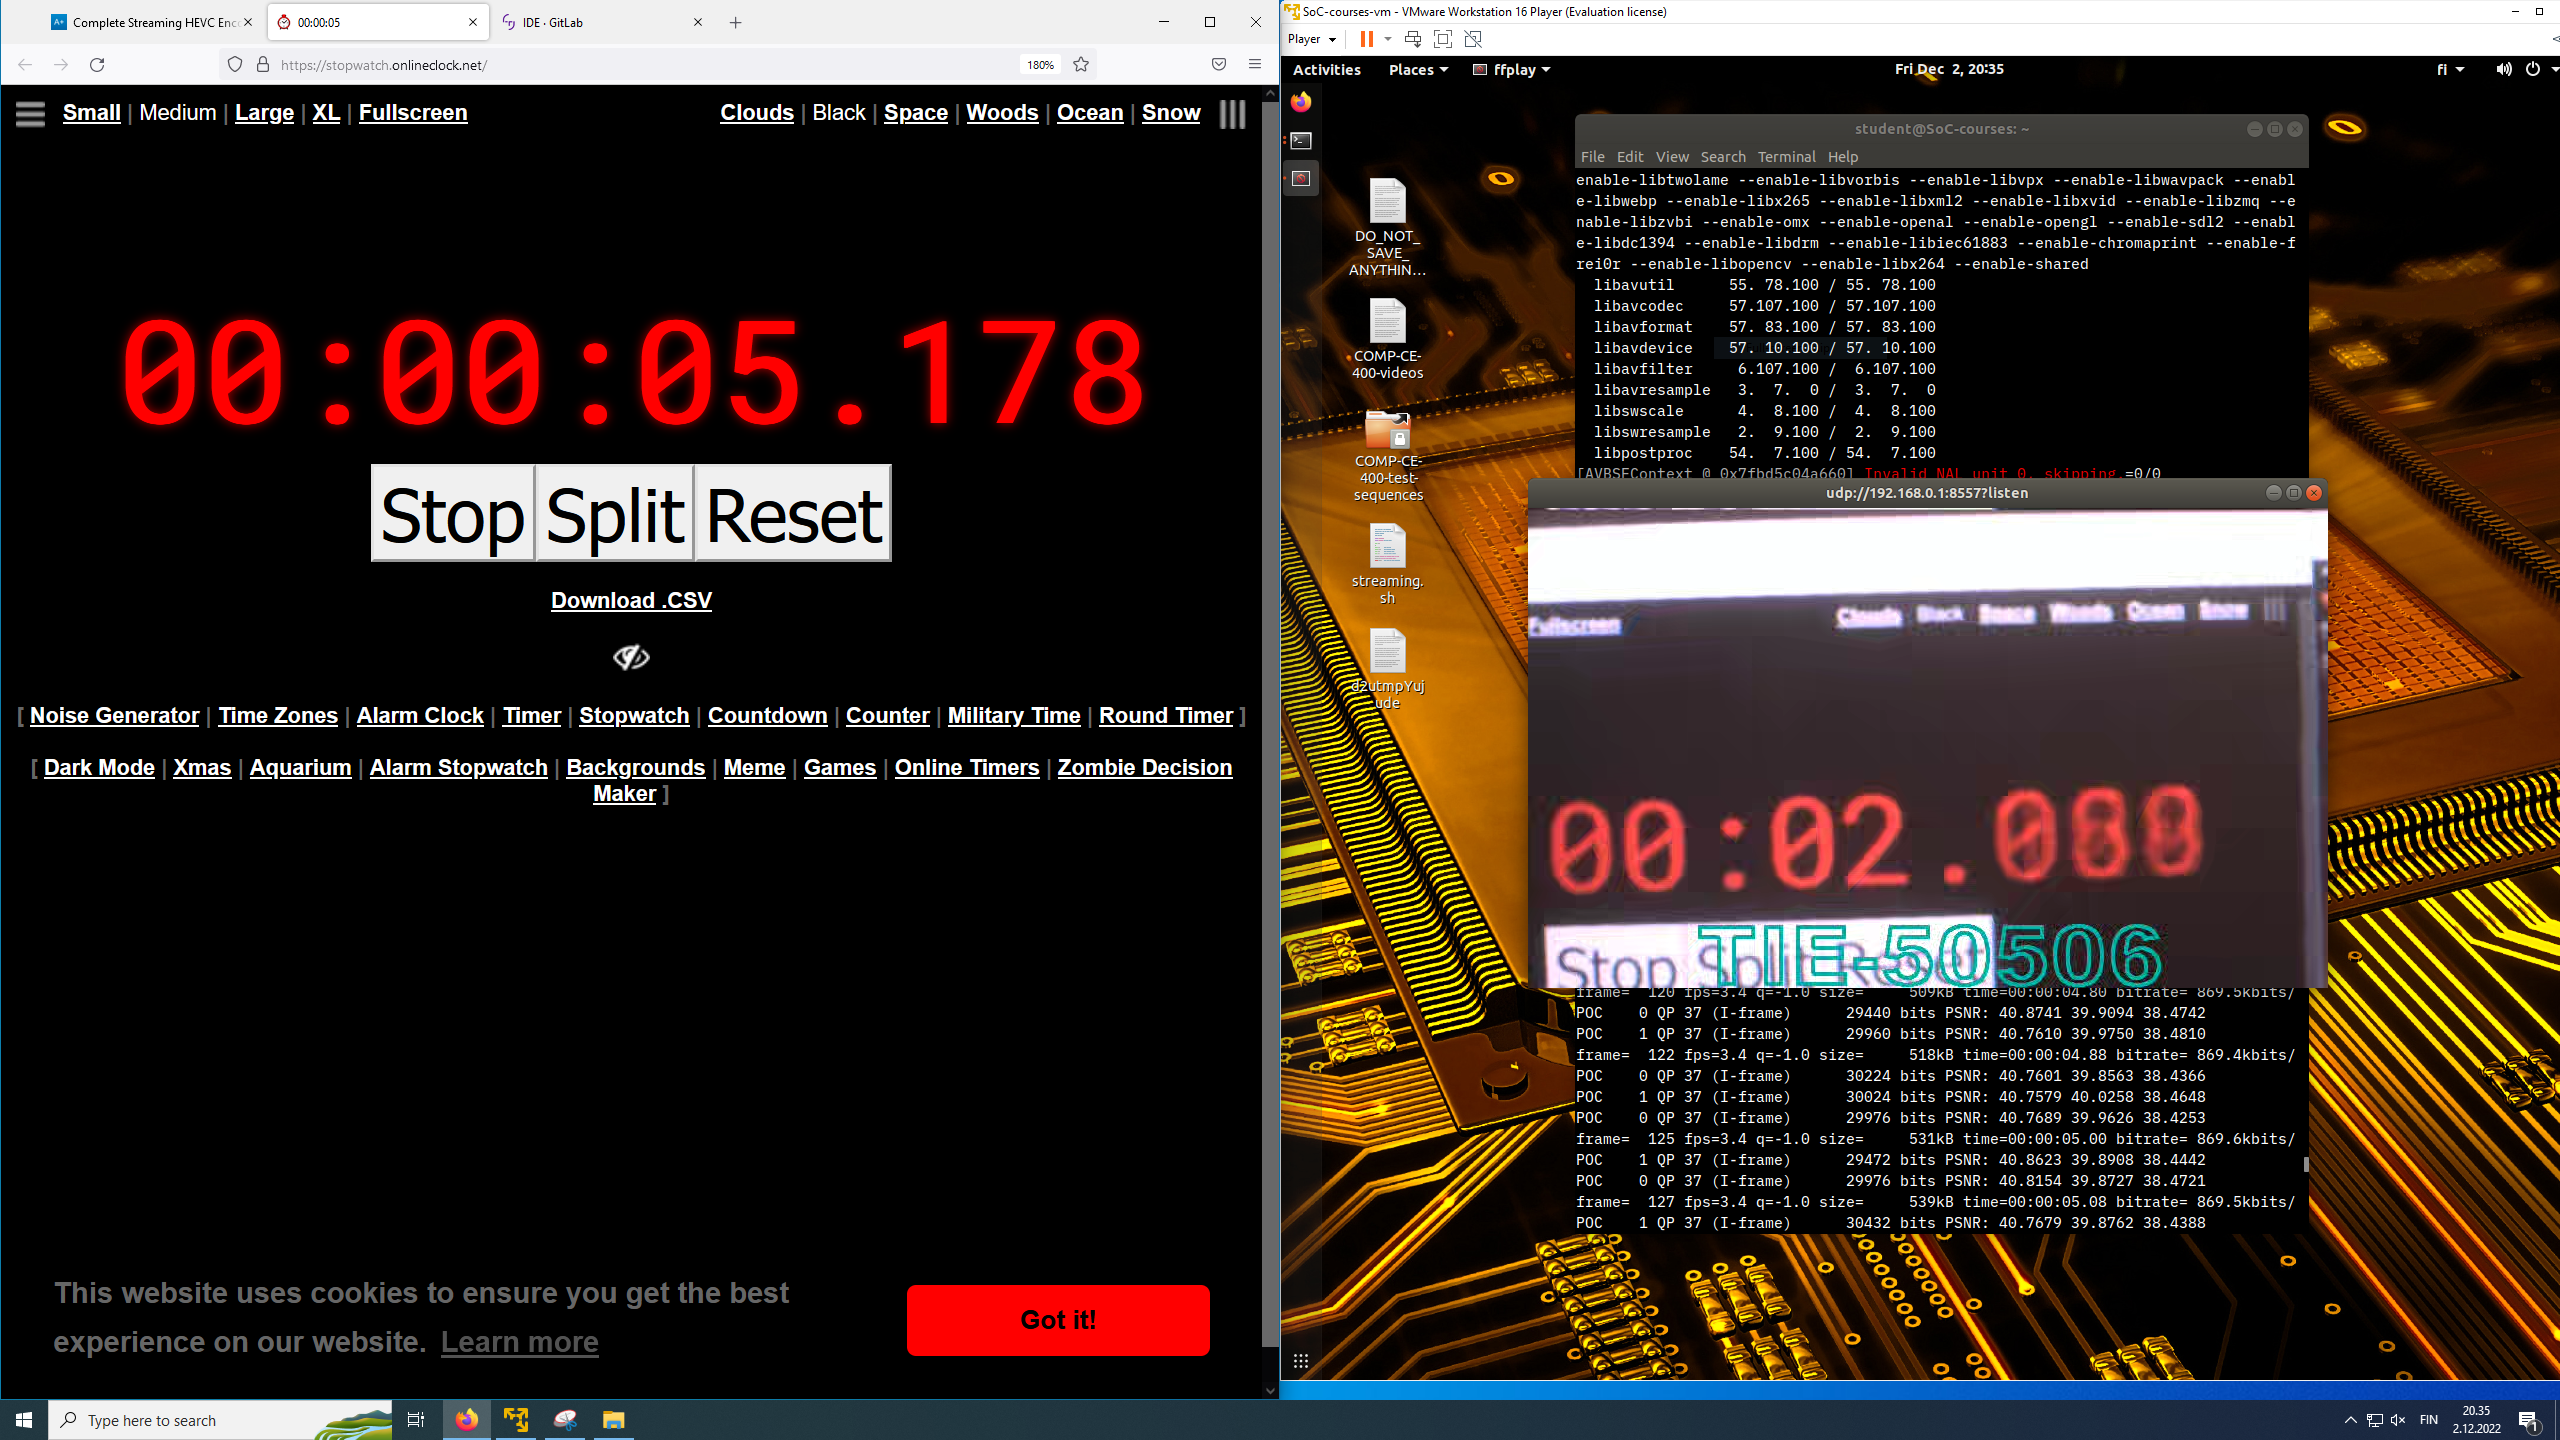 Complete Streaming HEVC Enc
00:00:05
IDE · GitLab
https://stopwatch.onlineclock.net/
180%
Small | Medium | Large | XL | Fullscreen
Clouds | Black | Space | Woods | Ocean | Snow
00:00:05.178
Stop Split Reset
Download .CSV
[ Noise Generator | Time Zones | Alarm Clock | Timer | Stopwatch | Countdown | Counter | Military Time | Round Timer ]
[ Dark Mode | Xmas | Aquarium | Alarm Stopwatch | Backgrounds | Meme | Games | Online Timers | Zombie Decision
Maker ]
This website uses cookies to ensure you get the best
experience on our website. Learn more
Got it!
SoC-courses-vm - VMware Workstation 16 Player (Evaluation license)
Player
Activities Places ffplay Fri Dec 2, 20:35 fi
DO_NOT_
SAVE_
ANYTHIN...
COMP-CE-
400-videos
COMP-CE-
400-test-
sequences
streaming.
sh
d2utmpYuj
ude
student@SoC-courses: ~
File Edit View Search Terminal Help
enable-libtwolame --enable-libvorbis --enable-libvpx --enable-libwavpack --enabl
e-libwebp --enable-libx265 --enable-libxml2 --enable-libxvid --enable-libzmq --e
nable-libzvbi --enable-omx --enable-openal --enable-opengl --enable-sdl2 --enabl
e-libdc1394 --enable-libdrm --enable-libiec61883 --enable-chromaprint --enable-f
rei0r --enable-libopencv --enable-libx264 --enable-shared
libavutil 55. 78.100 / 55. 78.100
libavcodec 57.107.100 / 57.107.100
libavformat 57. 83.100 / 57. 83.100
libavdevice 57. 10.100 / 57. 10.100
libavfilter 6.107.100 / 6.107.100
libavresample 3. 7. 0 / 3. 7. 0
libswscale 4. 8.100 / 4. 8.100
libswresample 2. 9.100 / 2. 9.100
libpostproc 54. 7.100 / 54. 7.100
[AVBSFContext @ 0x7fbd5c04a660] Invalid NAL unit 0, skipping.=0/0
udp://192.168.0.1:8557?listen
Fullscreen Clouds Black Space Woods Ocean Snow
00:02.088
Stop Split Reset
TIE-50506
frame= 120 fps=3.4 q=-1.0 size= 509kB time=00:00:04.80 bitrate= 869.5kbits/
POC 0 QP 37 (I-frame) 29440 bits PSNR: 40.8741 39.9094 38.4742
POC 1 QP 37 (I-frame) 29960 bits PSNR: 40.7610 39.9750 38.4810
frame= 122 fps=3.4 q=-1.0 size= 518kB time=00:00:04.88 bitrate= 869.4kbits/
POC 0 QP 37 (I-frame) 30224 bits PSNR: 40.7601 39.8563 38.4366
POC 1 QP 37 (I-frame) 30024 bits PSNR: 40.7579 40.0258 38.4648
POC 0 QP 37 (I-frame) 29976 bits PSNR: 40.7689 39.9626 38.4253
frame= 125 fps=3.4 q=-1.0 size= 531kB time=00:00:05.00 bitrate= 869.6kbits/
POC 1 QP 37 (I-frame) 29472 bits PSNR: 40.8623 39.8908 38.4442
POC 0 QP 37 (I-frame) 29976 bits PSNR: 40.8154 39.8727 38.4721
frame= 127 fps=3.4 q=-1.0 size= 539kB time=00:00:05.08 bitrate= 869.5kbits/
POC 1 QP 37 (I-frame) 30432 bits PSNR: 40.7679 39.8762 38.4388
Type here to search
FIN
20.35
2.12.2022
1